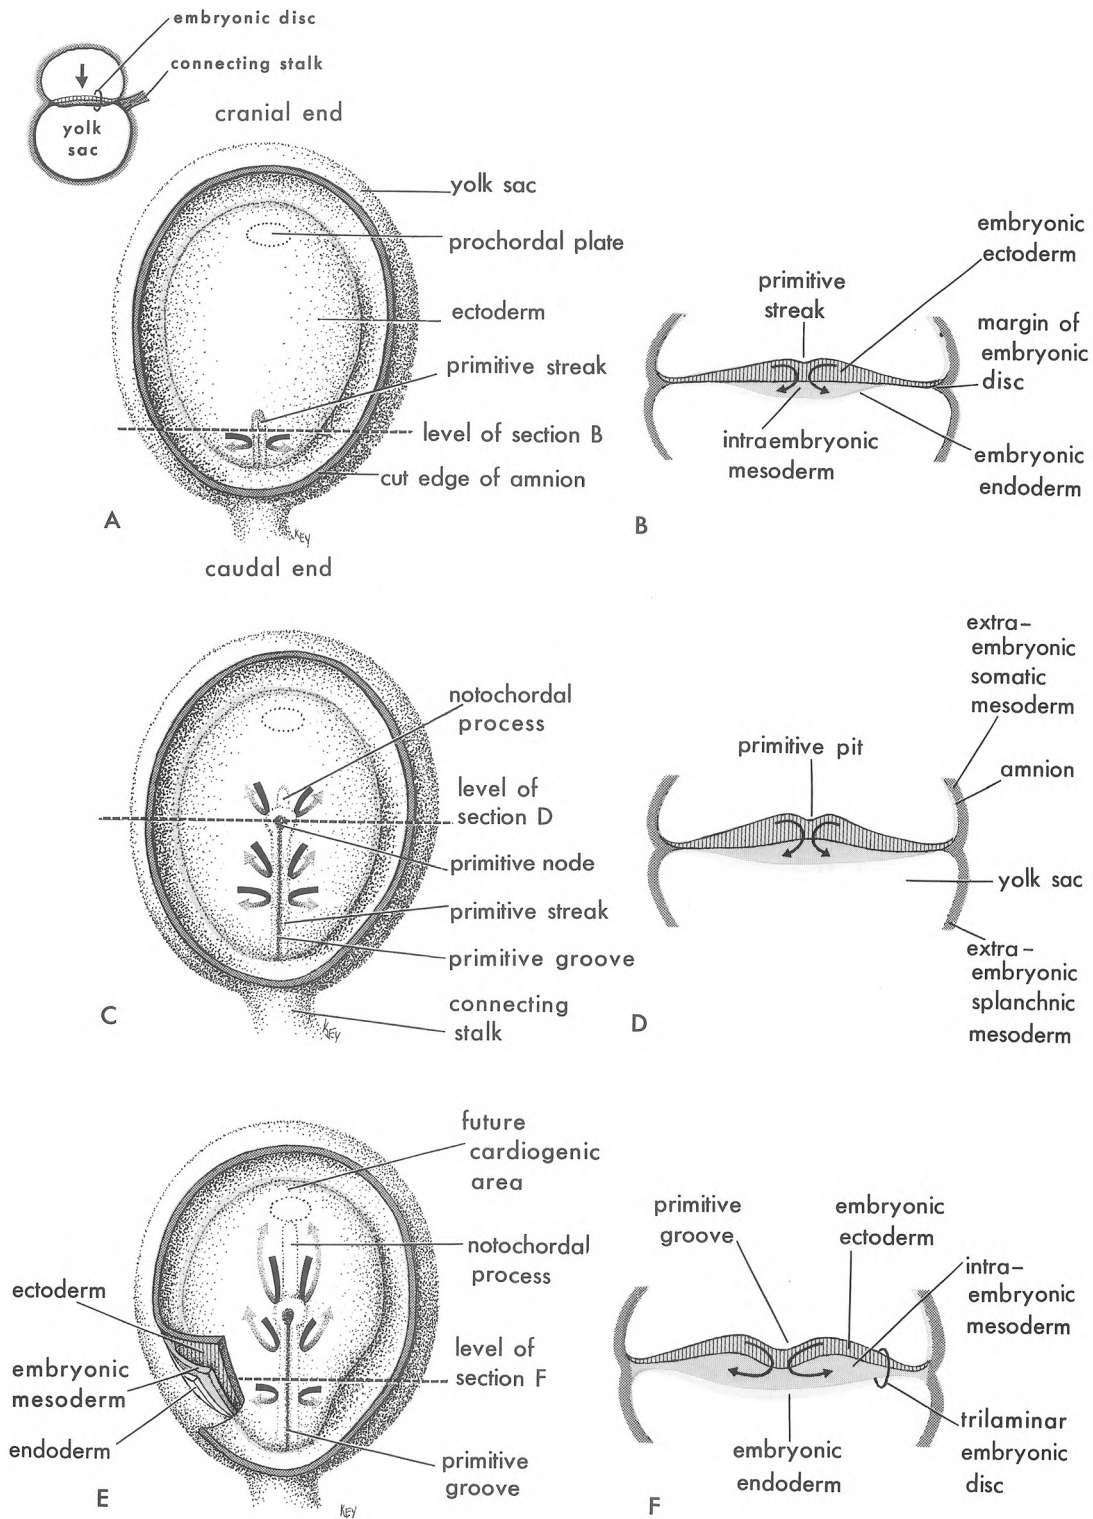 embryonic disc
connecting stalk
yolk
sac
cranial end
yolk sac
prochordal plate
ectoderm
primitive streak
level of section B
cut edge of amnion
A
KEY
caudal end
embryonic
ectoderm
primitive
streak
margin of
embryonic
disc
intraembryonic
mesoderm
embryonic
endoderm
B
notochordal
process
level of
section D
primitive node
primitive streak
primitive groove
connecting
stalk
C
KEY
extra-
embryonic
somatic
mesoderm
primitive pit
amnion
yolk sac
extra-
embryonic
splanchnic
mesoderm
D
future
cardiogenic
area
notochordal
process
ectoderm
level of
section F
embryonic
mesoderm
endoderm
primitive
groove
E
KEY
primitive
groove
embryonic
ectoderm
intra-
embryonic
mesoderm
trilaminar
embryonic
disc
embryonic
endoderm
F